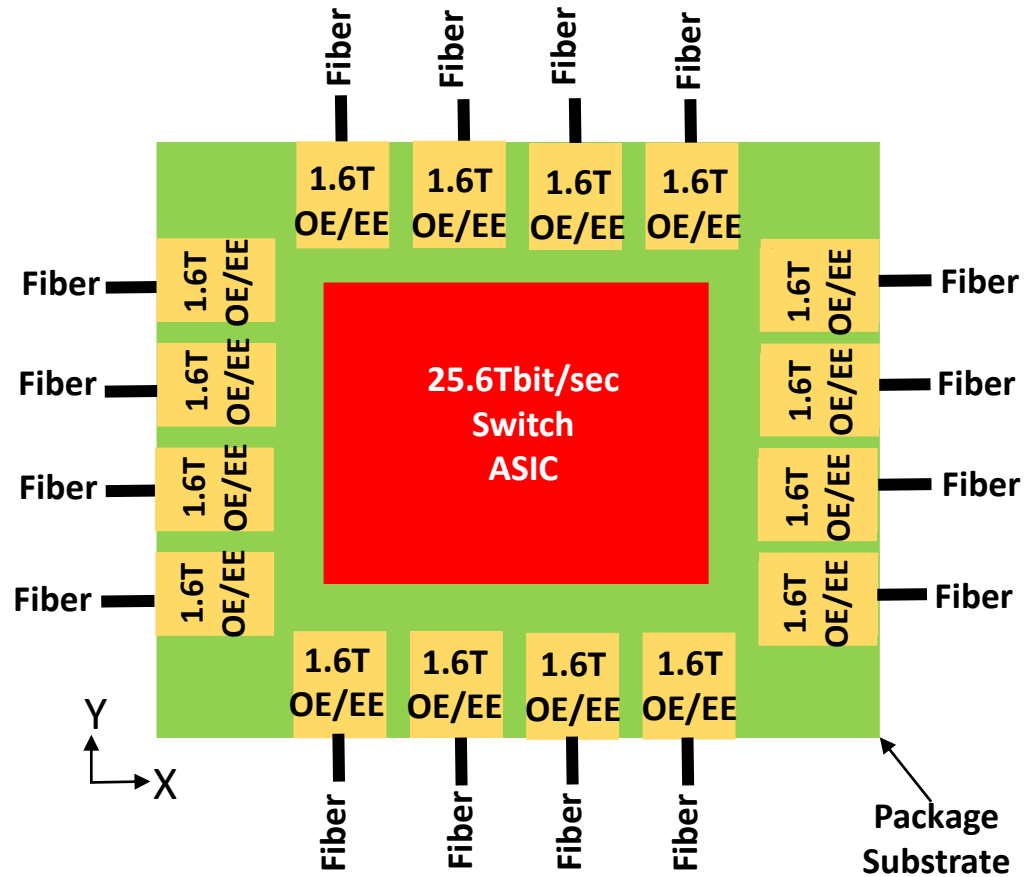 Fiber
Fiber
Fiber
Fiber
1.6T
OE/EE
1.6T
OE/EE
1.6T
OE/EE
1.6T
OE/EE
Fiber
1.6T
OE/EE
Fiber
1.6T
OE/EE
Fiber
1.6T
OE/EE
Fiber
1.6T
OE/EE
25.6Tbit/sec
Switch
ASIC
1.6T
OE/EE
Fiber
1.6T
OE/EE
Fiber
1.6T
OE/EE
Fiber
1.6T
OE/EE
Fiber
1.6T
OE/EE
1.6T
OE/EE
1.6T
OE/EE
1.6T
OE/EE
Fiber
Fiber
Fiber
Fiber
Y
X
Package
Substrate